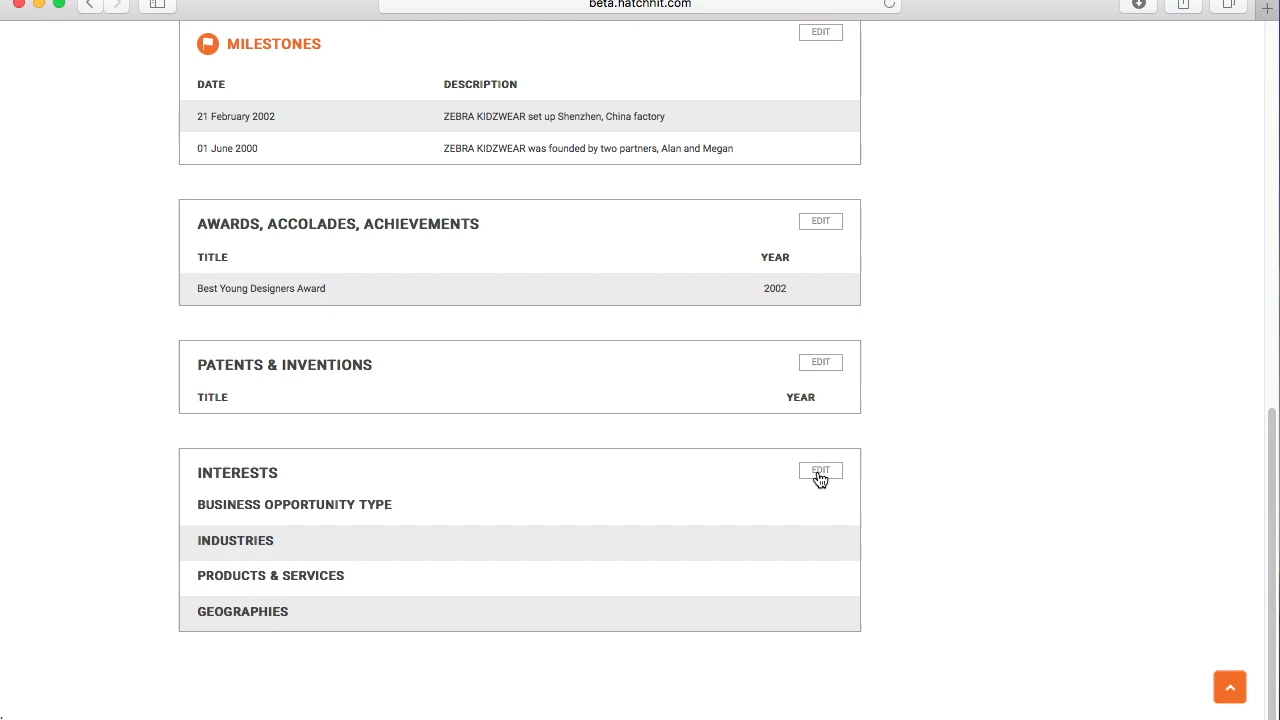 beta.hatchhit.com
MILESTONES
EDIT
DATE DESCRIPTION
21 February 2002 ZEBRA KIDZWEAR set up Shenzhen, China factory
01 June 2000 ZEBRA KIDZWEAR was founded by two partners, Alan and Megan
AWARDS, ACCOLADES, ACHIEVEMENTS
EDIT
TITLE YEAR
Best Young Designers Award 2002
PATENTS & INVENTIONS
EDIT
TITLE YEAR
INTERESTS
EDIT
BUSINESS OPPORTUNITY TYPE
INDUSTRIES
PRODUCTS & SERVICES
GEOGRAPHIES